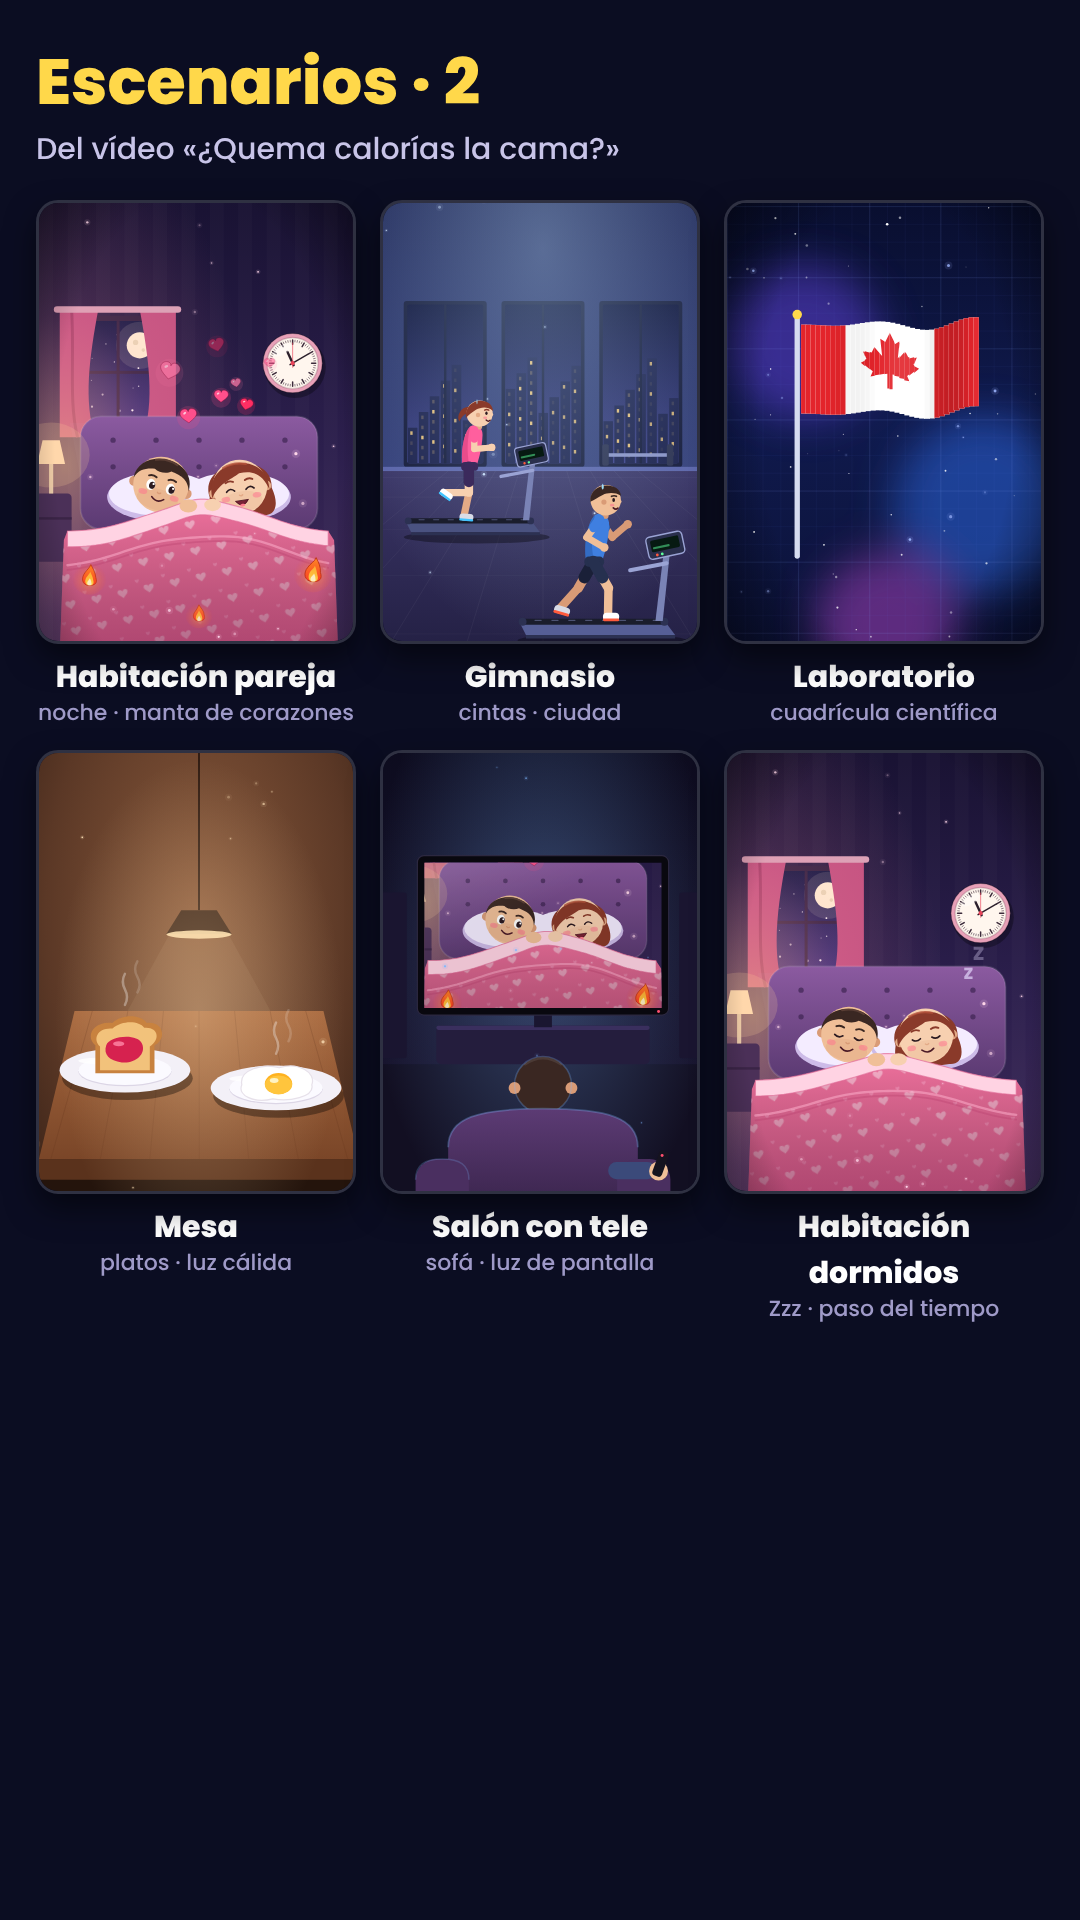 Escenarios · 2
Del vídeo «¿Quema calorías la cama?»
Habitación pareja
noche · manta de corazones
Gimnasio
cintas · ciudad
Laboratorio
cuadrícula científica
z
z
Mesa
platos · luz cálida
Salón con tele
sofá · luz de pantalla
Habitación
dormidos
Zzz · paso del tiempo